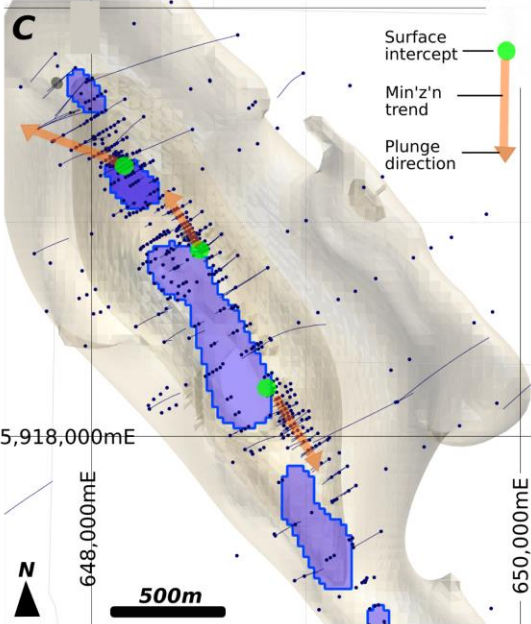 C
Surface
intercept
Min'z'n
trend
Plunge
direction
5,918,000mE
648,000mE
650,000mE
N
500m